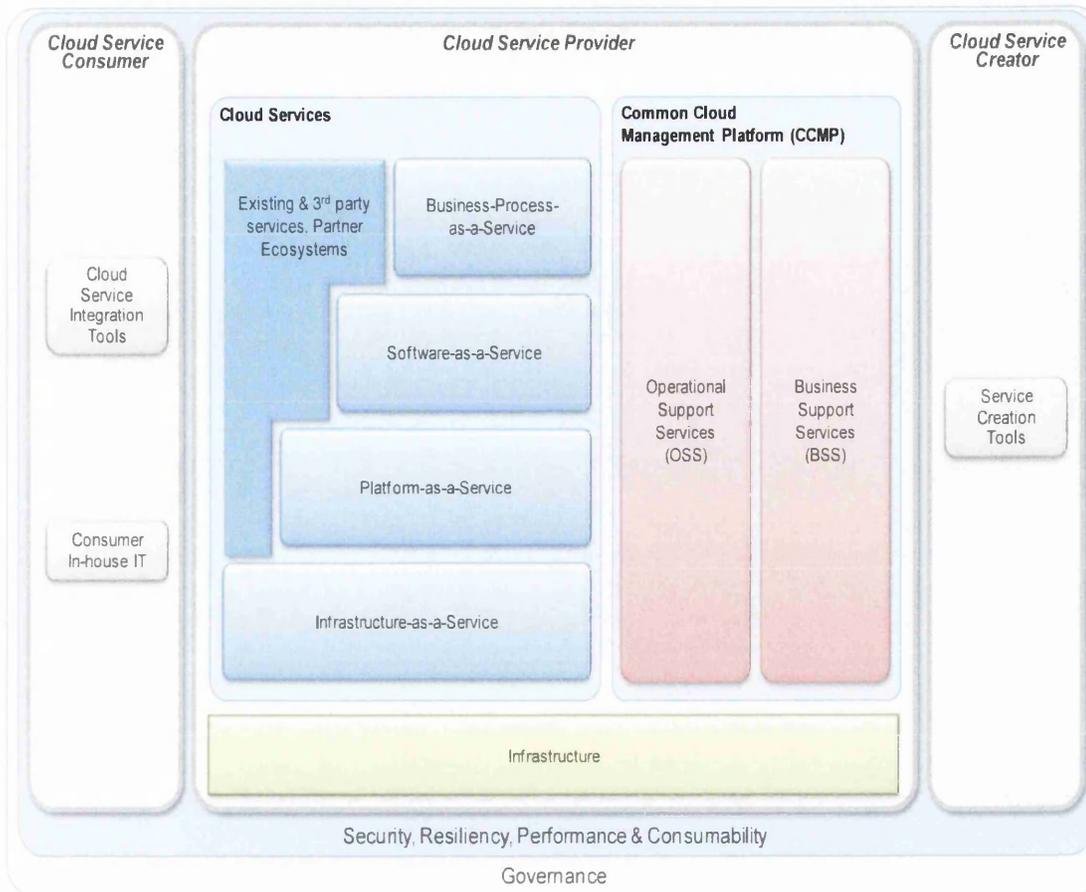 Cloud Service
Consumer
Cloud Service Provider
Cloud Service
Creator
Cloud Services
Common Cloud
Management Platform (CCMP)
Existing & 3rd party
services, Partner
Ecosystems
Business-Process-
as-a-Service
Cloud
Service
Integration
Tools
Software-as-a-Service
Operational
Support
Services
(OSS)
Business
Support
Services
(BSS)
Service
Creation
Tools
Platform-as-a-Service
Consumer
In-house IT
Infrastructure-as-a-Service
Infrastructure
Security, Resiliency, Performance & Consumability
Governance